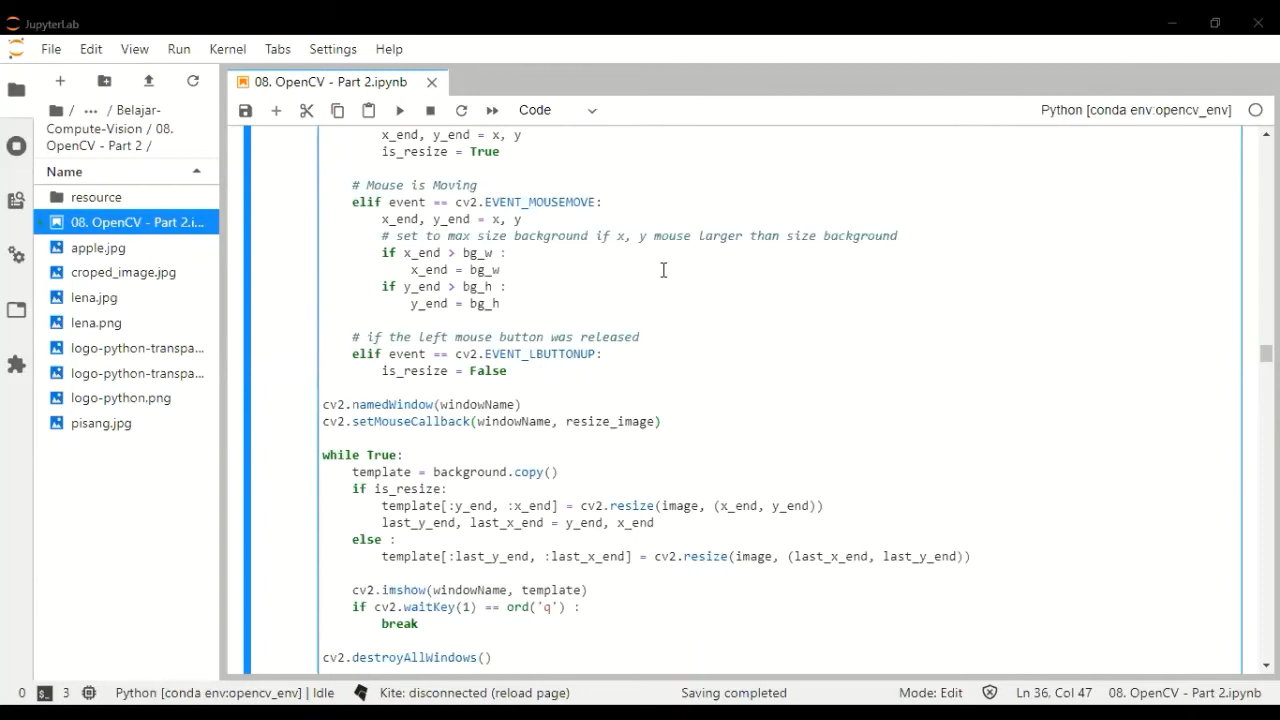 JupyterLab
File Edit View Run Kernel Tabs Settings Help
08. OpenCV - Part 2.ipynb
/ ... / Belajar-
Compute-Vision / 08.
OpenCV - Part 2 /
Code
Python [conda env:opencv_env]
Name
resource
08. OpenCV - Part 2.i...
apple.jpg
croped_image.jpg
lena.jpg
lena.png
logo-python-transpa...
logo-python-transpa...
logo-python.png
pisang.jpg
x_end, y_end = x, y
is_resize = True
# Mouse is Moving
elif event == cv2.EVENT_MOUSEMOVE:
x_end, y_end = x, y
# set to max size background if x, y mouse larger than size background
if x_end > bg_w :
x_end = bg_w
if y_end > bg_h :
y_end = bg_h
# if the left mouse button was released
elif event == cv2.EVENT_LBUTTONUP:
is_resize = False
cv2.namedWindow(windowName)
cv2.setMouseCallback(windowName, resize_image)
while True:
template = background.copy()
if is_resize:
template[:y_end, :x_end] = cv2.resize(image, (x_end, y_end))
last_y_end, last_x_end = y_end, x_end
else :
template[:last_y_end, :last_x_end] = cv2.resize(image, (last_x_end, last_y_end))
cv2.imshow(windowName, template)
if cv2.waitKey(1) == ord('q') :
break
cv2.destroyAllWindows()
0 3 Python [conda env:opencv_env] | Idle Kite: disconnected (reload page) Saving completed Mode: Edit Ln 36, Col 47 08. OpenCV - Part 2.ipynb